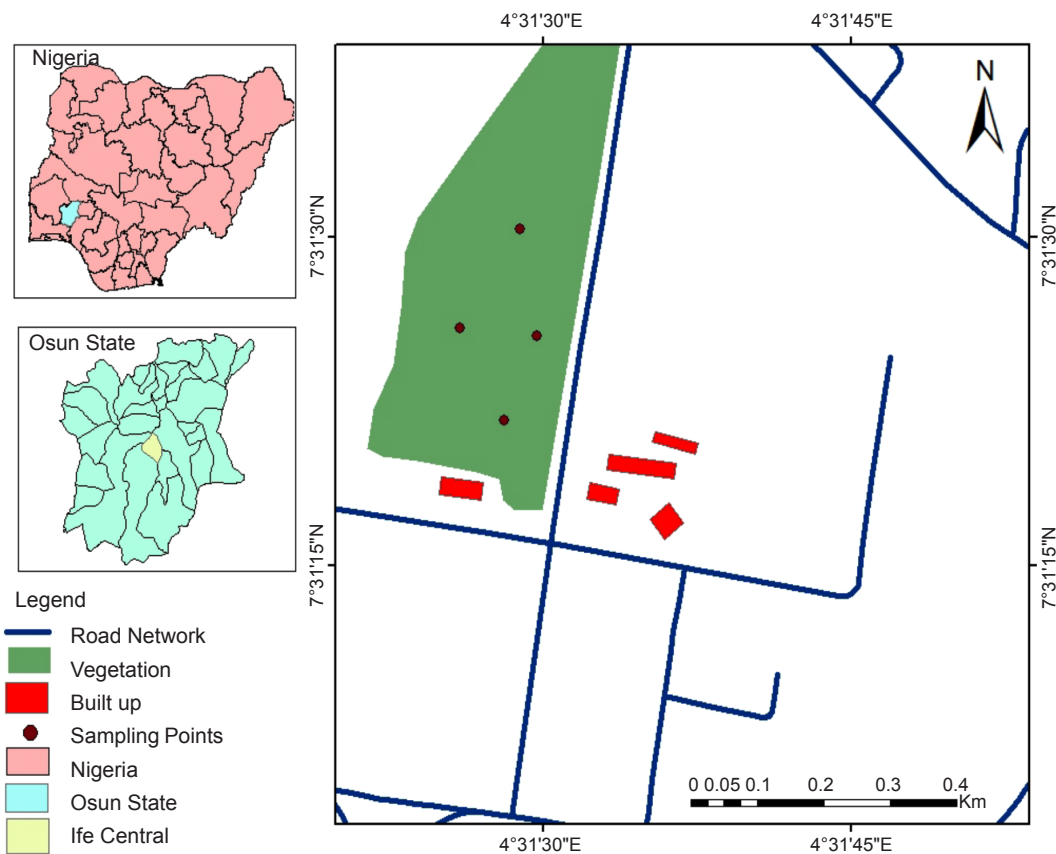 4°31'30"E 4°31'45"E
Nigeria
N
7°31'30"N 7°31'30"N
Osun State
7°31'15"N 7°31'15"N
Legend
Road Network
Vegetation
Built up
Sampling Points
Nigeria
Osun State
Ife Central
0 0.05 0.1 0.2 0.3 0.4
Km
4°31'30"E 4°31'45"E